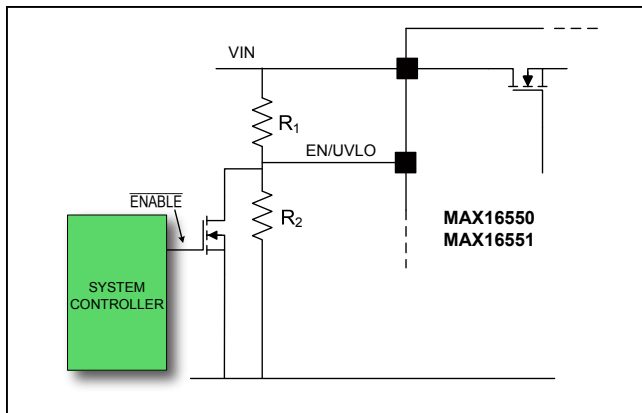 VIN
R1
EN/UVLO
ENABLE
R2
MAX16550
MAX16551
SYSTEM
CONTROLLER